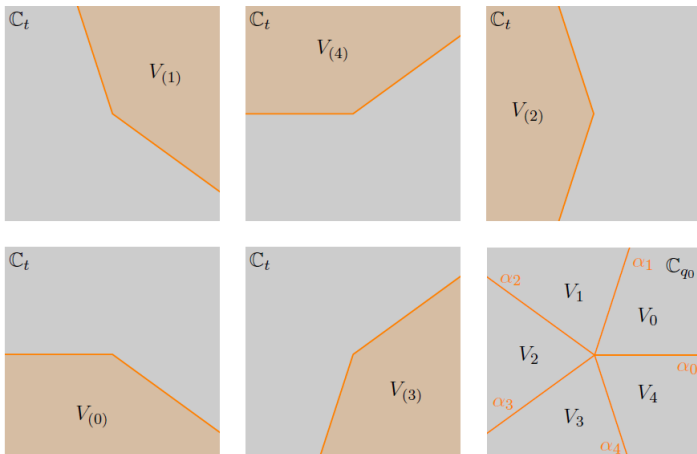 ℂ_t
V_(1)
ℂ_t
V_(4)
ℂ_t
V_(2)
ℂ_t
V_(0)
ℂ_t
V_(3)
ℂ_{q_0}
α_1
α_2
V_1
V_0
V_2
α_0
α_3
V_4
V_3
α_4